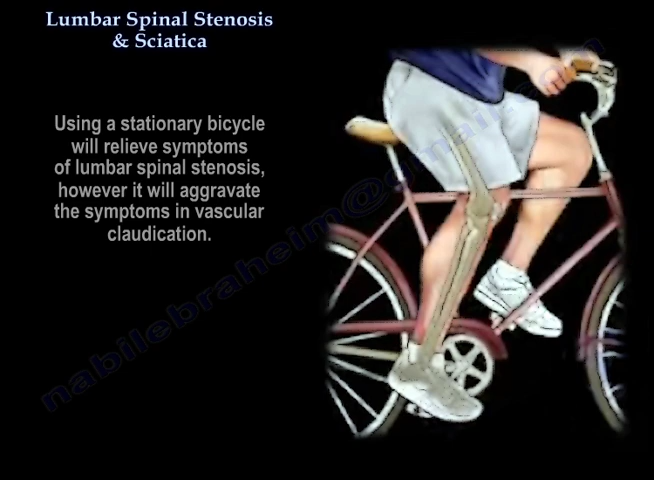 Lumbar Spinal Stenosis
& Sciatica
Using a stationary bicycle
will relieve symptoms
of lumbar spinal stenosis,
however it will aggravate
the symptoms in vascular
claudication.
nabilebraheim@gmail.com